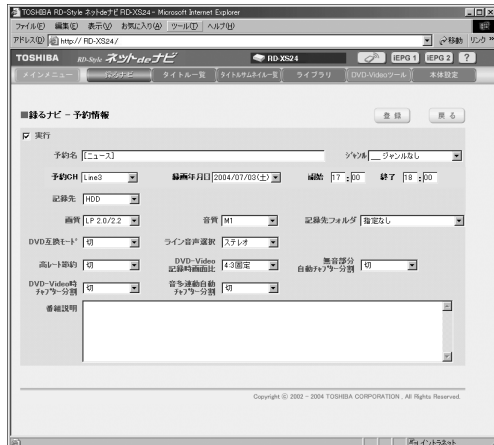 TOSHIBA RD-Style ネットdeナビ RD-XS24 - Microsoft Internet Explorer
ファイル(F) 編集(E) 表示(V) お気に入り(A) ツール(T) ヘルプ(H)
アドレス(D) http://RD-XS24/ 移動 リンク »
TOSHIBA RD-Style ネットdeナビ RD-XS24 iEPG 1 iEPG 2 ?
メインメニュー 録るナビ タイトル一覧 タイトルサムネイル一覧 ライブラリ DVD-Videoツール 本体設定
■録るナビ - 予約情報 登録 戻る
実行
予約名 [ニュース] ジャンル __ ジャンルなし
予約CH Line3 録画年月日 2004/07/03(土) 開始 17 : 00 終了 18 : 00
記録先 HDD
画質 LP 2.0/2.2 音質 M1 記録先フォルダ 指定なし
DVD互換モード 切 ライン音声選択 ステレオ
高レート節約 切 DVD-Video記録時画面比 4:3固定 無音部分自動チャプター分割 切
DVD-Video時チャプター分割 切 音多連動自動チャプター分割 切
番組説明
Copyright © 2002 - 2004 TOSHIBA CORPORATION , All Rights Reserved.
イントラネット